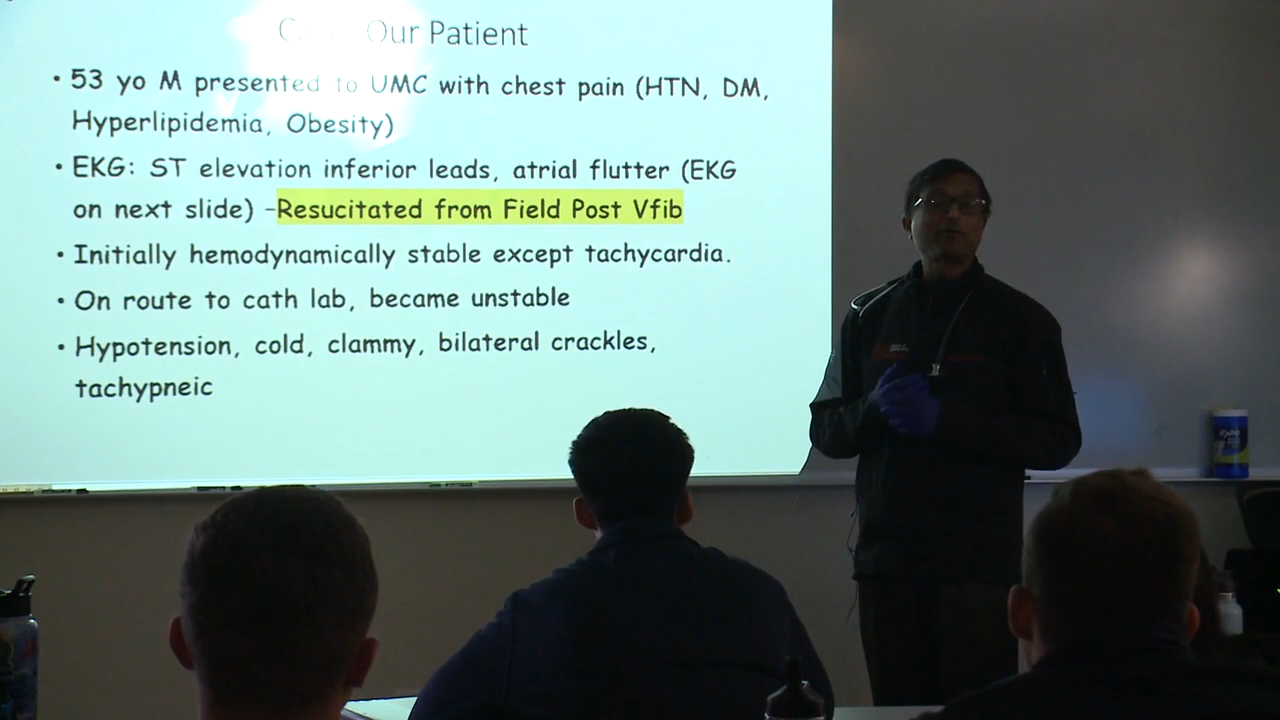 Our Patient
• 53 yo M presented to UMC with chest pain (HTN, DM,
Hyperlipidemia, Obesity)
• EKG: ST elevation inferior leads, atrial flutter (EKG
on next slide) -Resucitated from Field Post Vfib
• Initially hemodynamically stable except tachycardia.
• On route to cath lab, became unstable
• Hypotension, cold, clammy, bilateral crackles,
tachypneic